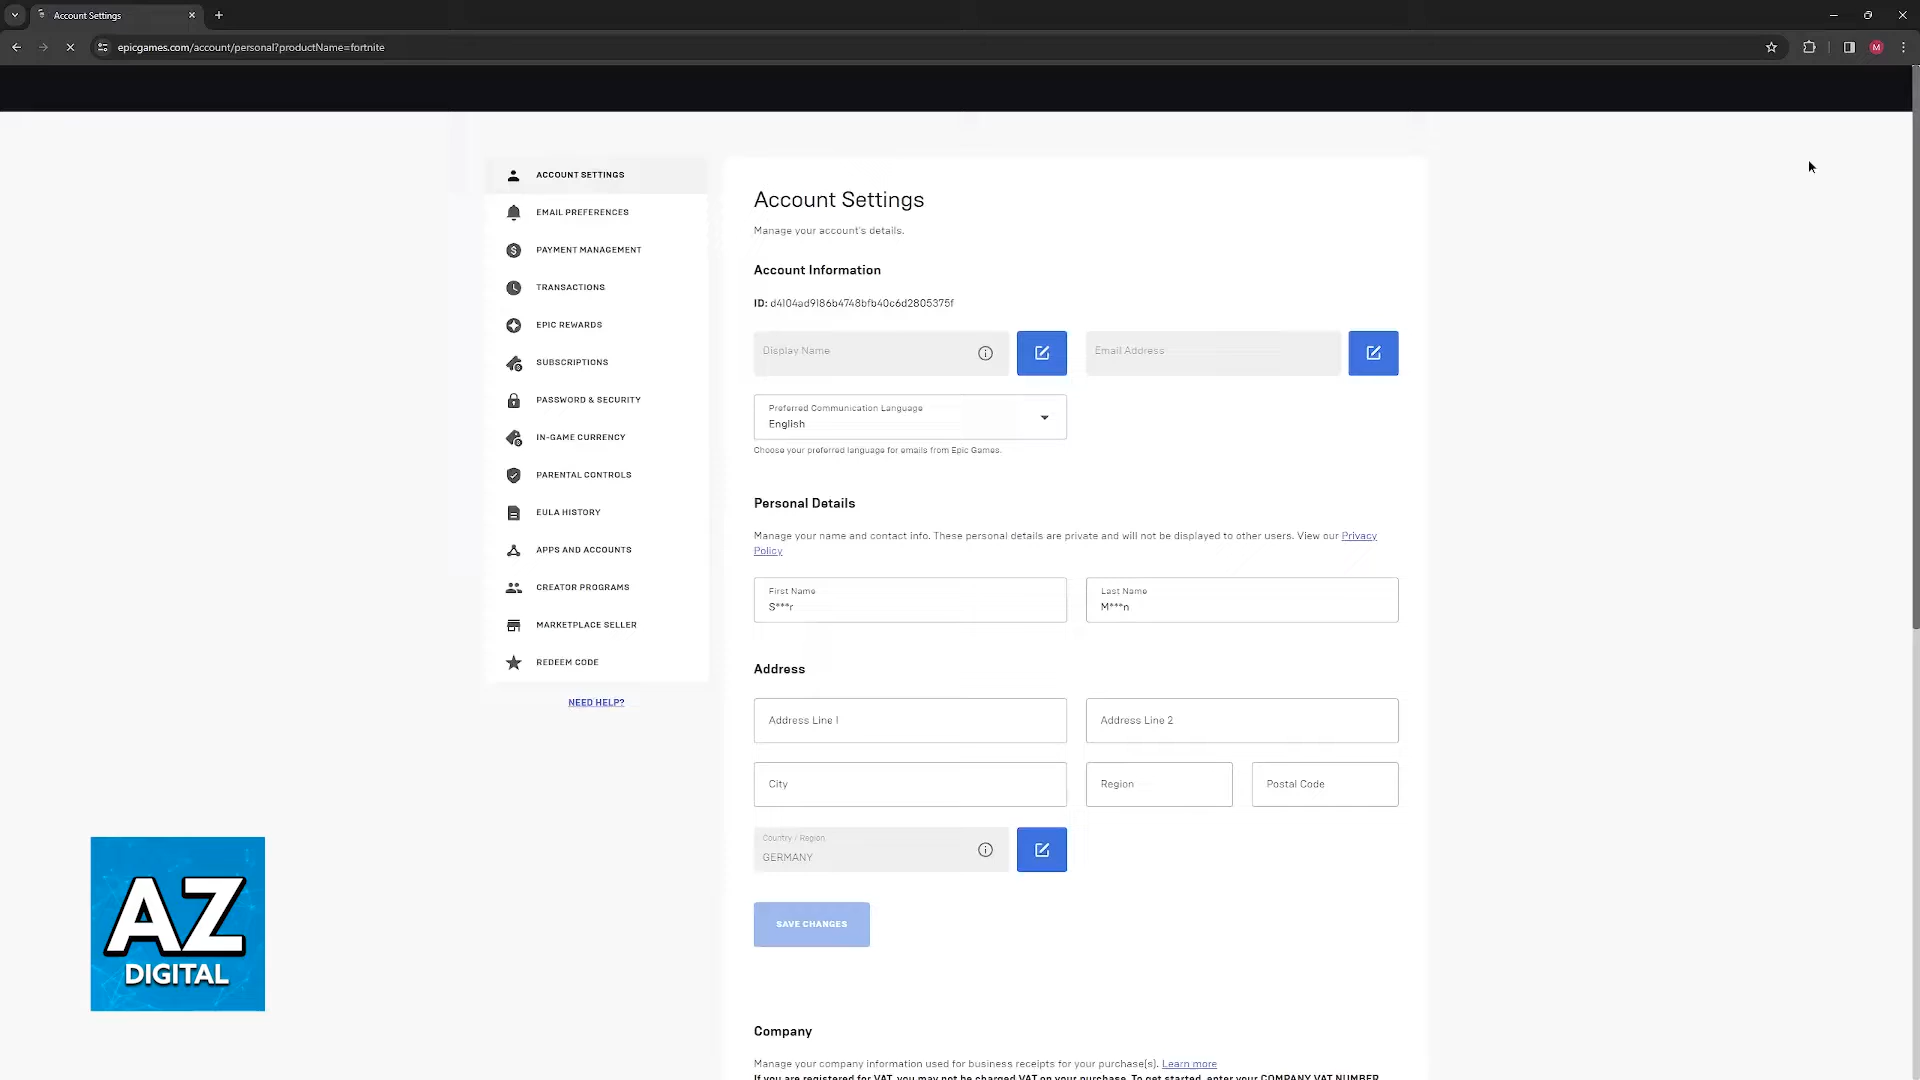 Account Settings
epicgames.com/account/personal?productName=fortnite
M
ACCOUNT SETTINGS
EMAIL PREFERENCES
PAYMENT MANAGEMENT
TRANSACTIONS
EPIC REWARDS
SUBSCRIPTIONS
PASSWORD & SECURITY
IN-GAME CURRENCY
PARENTAL CONTROLS
EULA HISTORY
APPS AND ACCOUNTS
CREATOR PROGRAMS
MARKETPLACE SELLER
REDEEM CODE
NEED HELP?
Account Settings
Manage your account's details.
Account Information
ID: d4104ad9186b4748bfb40c6d2805375f
Display Name
Email Address
Preferred Communication Language
English
Choose your preferred language for emails from Epic Games.
Personal Details
Manage your name and contact info. These personal details are private and will not be displayed to other users. View our Privacy
Policy
First Name
S***r
Last Name
M***n
Address
Address Line 1
Address Line 2
City
Region
Postal Code
Country / Region
GERMANY
SAVE CHANGES
Company
Manage your company information used for business receipts for your purchase(s). Learn more
If you are registered for VAT, you may not be charged VAT on your purchase. To get started, enter your COMPANY VAT NUMBER
AZ
DIGITAL